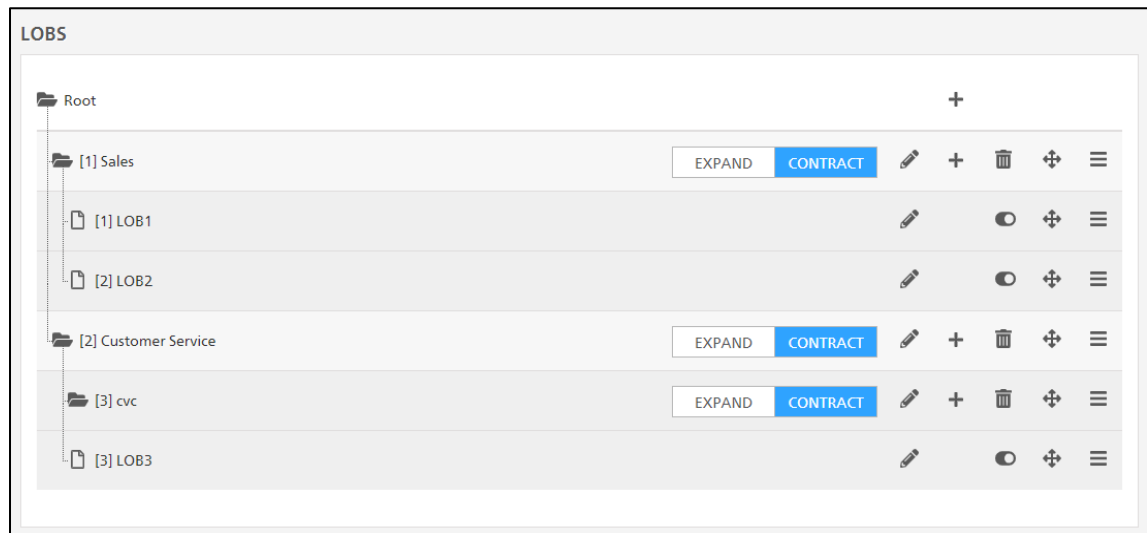 LOBS
Root
[1] Sales EXPAND CONTRACT
[1] LOB1
[2] LOB2
[2] Customer Service EXPAND CONTRACT
[3] cvc EXPAND CONTRACT
[3] LOB3